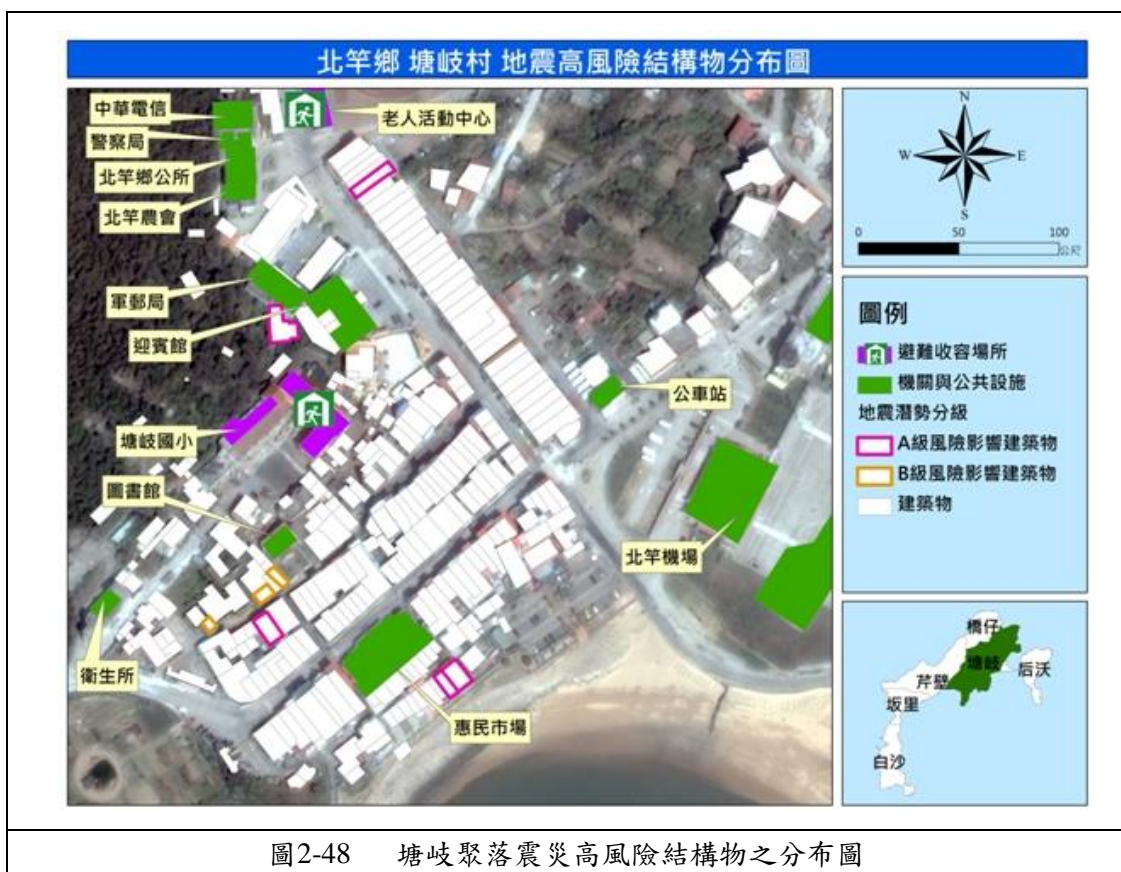 北竿鄉 塘岐村 地震高風險結構物分布圖
中華電信
老人活動中心
警察局
北竿鄉公所
北竿農會
軍郵局
迎賓館
公車站
塘岐國小
圖書館
北竿機場
衛生所
惠民市場
N
W
E
S
0
50
100
公尺
圖例
避難收容場所
機關與公共設施
地震潛勢分級
A級風險影響建築物
B級風險影響建築物
建築物
橋仔
塘岐
后沃
芹壁
坂里
白沙
圖2-48 塘岐聚落震災高風險結構物之分布圖